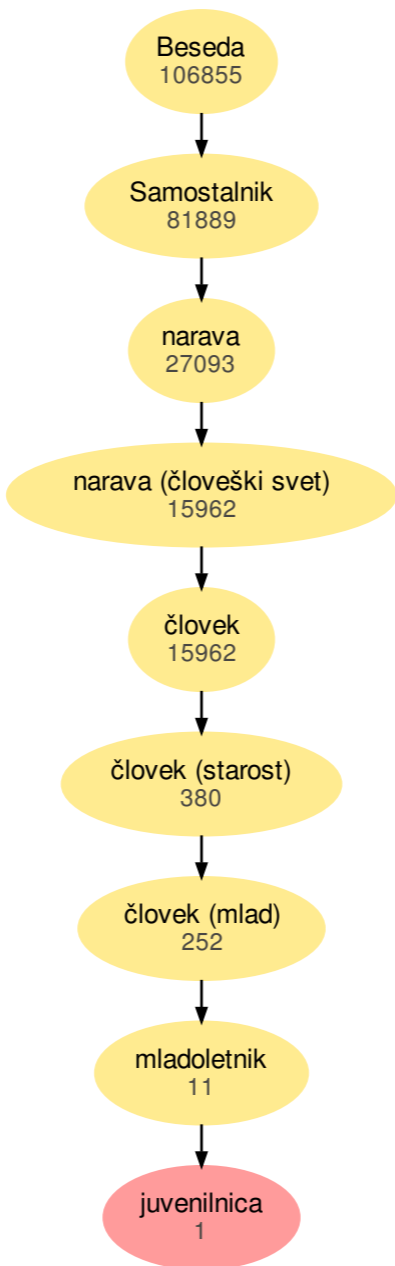 Beseda
106855
Samostalnik
81889
narava
27093
narava (človeški svet)
15962
človek
15962
človek (starost)
380
človek (mlad)
252
mladoletnik
11
juvenilnica
1